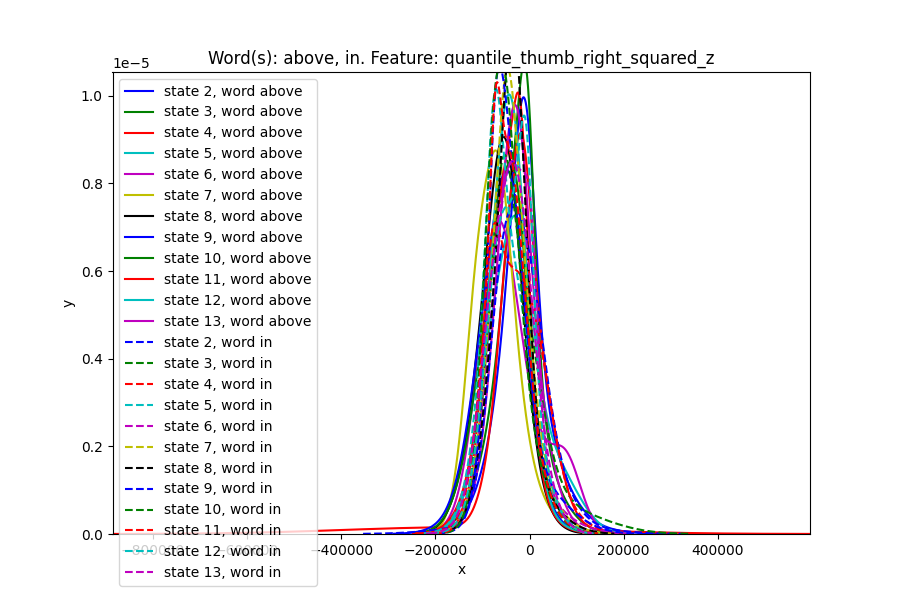 Word(s): above, in. Feature: quantile_thumb_right_squared_z
1e−5
1.0
0.8
0.6
0.4
0.2
0.0
y
state 2, word above
state 3, word above
state 4, word above
state 5, word above
state 6, word above
state 7, word above
state 8, word above
state 9, word above
state 10, word above
state 11, word above
state 12, word above
state 13, word above
state 2, word in
state 3, word in
state 4, word in
state 5, word in
state 6, word in
state 7, word in
state 8, word in
state 9, word in
state 10, word in
state 11, word in
state 12, word in
state 13, word in
−800000 −600000 −400000 −200000 0 200000 400000
x